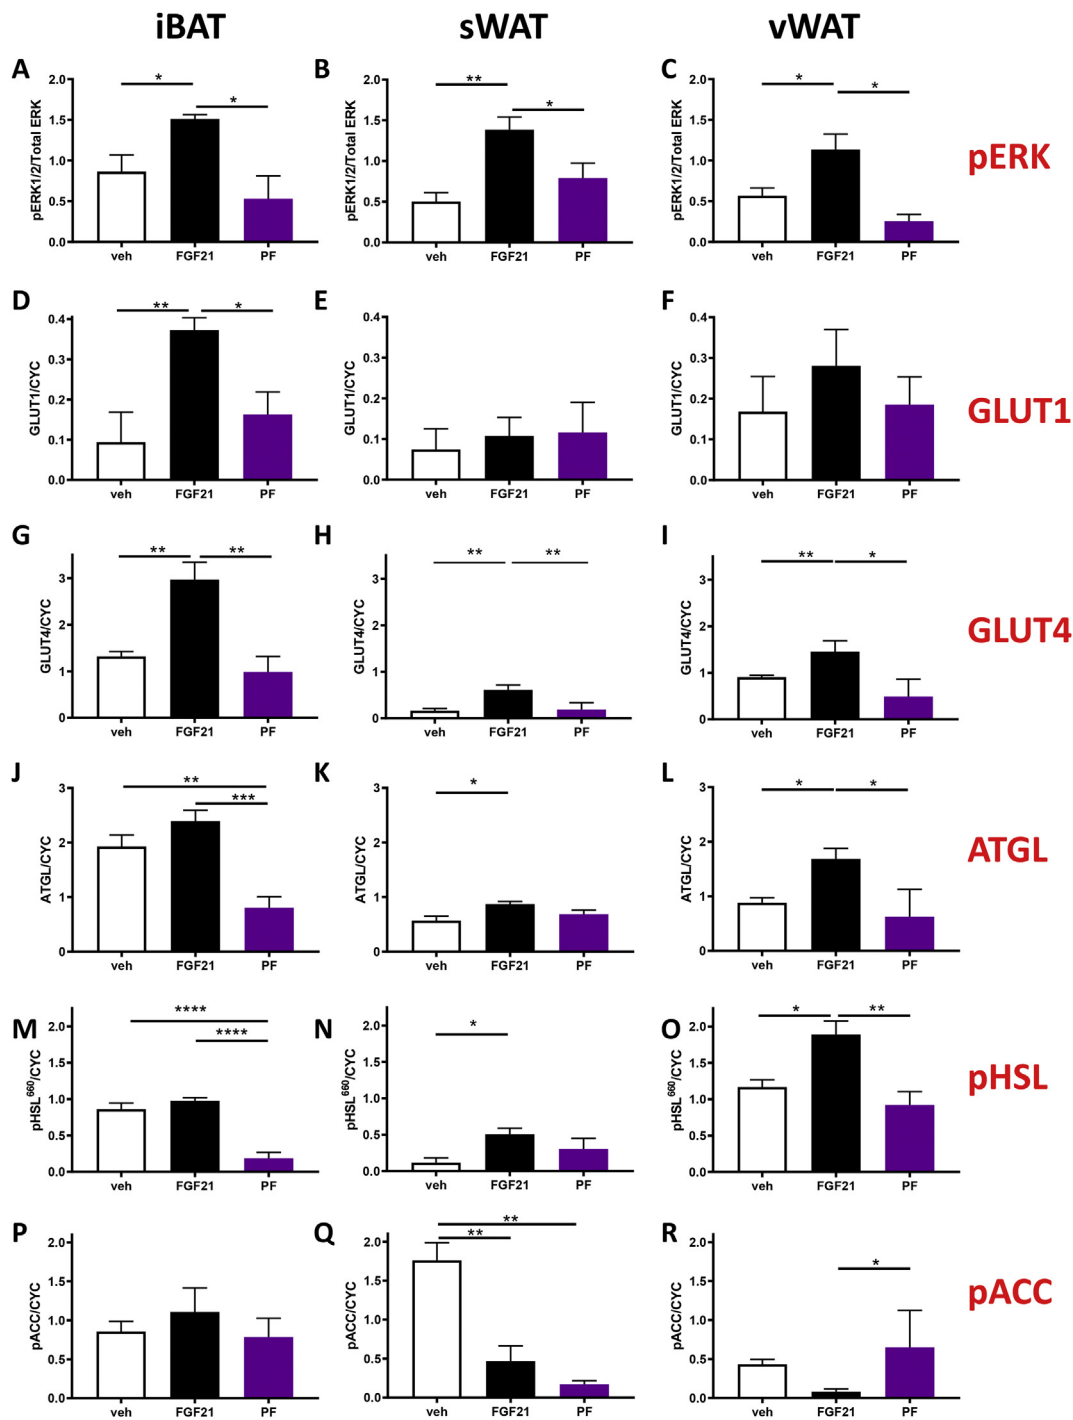 iBAT sWAT vWAT
A
*
*
2.0
1.5
1.0
0.5
0.0
pERK1/2/Total ERK
veh FGF21 PF
B
**
*
2.0
1.5
1.0
0.5
0.0
pERK1/2/Total ERK
veh FGF21 PF
C
*
*
2.0
1.5
1.0
0.5
0.0
pERK1/2/Total ERK
veh FGF21 PF
pERK
D
**
*
0.4
0.3
0.2
0.1
0.0
GLUT1/CYC
veh FGF21 PF
E
0.4
0.3
0.2
0.1
0.0
GLUT1/CYC
veh FGF21 PF
F
0.4
0.3
0.2
0.1
0.0
GLUT1/CYC
veh FGF21 PF
GLUT1
G
**
**
3
2
1
0
GLUT4/CYC
veh FGF21 PF
H
**
**
3
2
1
0
GLUT4/CYC
veh FGF21 PF
I
**
*
3
2
1
0
GLUT4/CYC
veh FGF21 PF
GLUT4
J
**
***
3
2
1
0
ATGL/CYC
veh FGF21 PF
K
*
3
2
1
0
ATGL/CYC
veh FGF21 PF
L
*
*
3
2
1
0
ATGL/CYC
veh FGF21 PF
ATGL
M
****
****
2.0
1.5
1.0
0.5
0.0
pHSL⁶⁶⁰/CYC
veh FGF21 PF
N
*
2.0
1.5
1.0
0.5
0.0
pHSL⁶⁶⁰/CYC
veh FGF21 PF
O
*
**
2.0
1.5
1.0
0.5
0.0
pHSL⁶⁶⁰/CYC
veh FGF21 PF
pHSL
P
2.0
1.5
1.0
0.5
0.0
pACC/CYC
veh FGF21 PF
Q
**
**
2.0
1.5
1.0
0.5
0.0
pACC/CYC
veh FGF21 PF
R
*
2.0
1.5
1.0
0.5
0.0
pACC/CYC
veh FGF21 PF
pACC